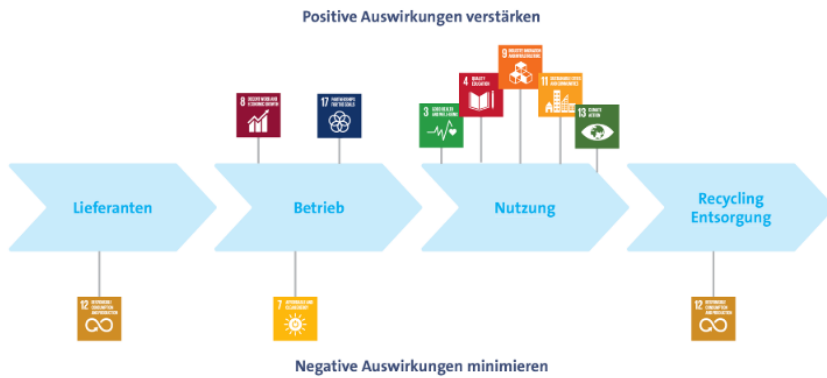 Positive Auswirkungen verstärken
9 INDUSTRY, INNOVATION
AND INFRASTRUCTURE
4 QUALITY
EDUCATION
11 SUSTAINABLE CITIES
AND COMMUNITIES
8 DECENT WORK AND
ECONOMIC GROWTH
17 PARTNERSHIPS
FOR THE GOALS
3 GOOD HEALTH
AND WELL-BEING
13 CLIMATE
ACTION
Lieferanten
Betrieb
Nutzung
Recycling
Entsorgung
12 RESPONSIBLE
CONSUMPTION
AND PRODUCTION
7 AFFORDABLE AND
CLEAN ENERGY
12 RESPONSIBLE
CONSUMPTION
AND PRODUCTION
Negative Auswirkungen minimieren